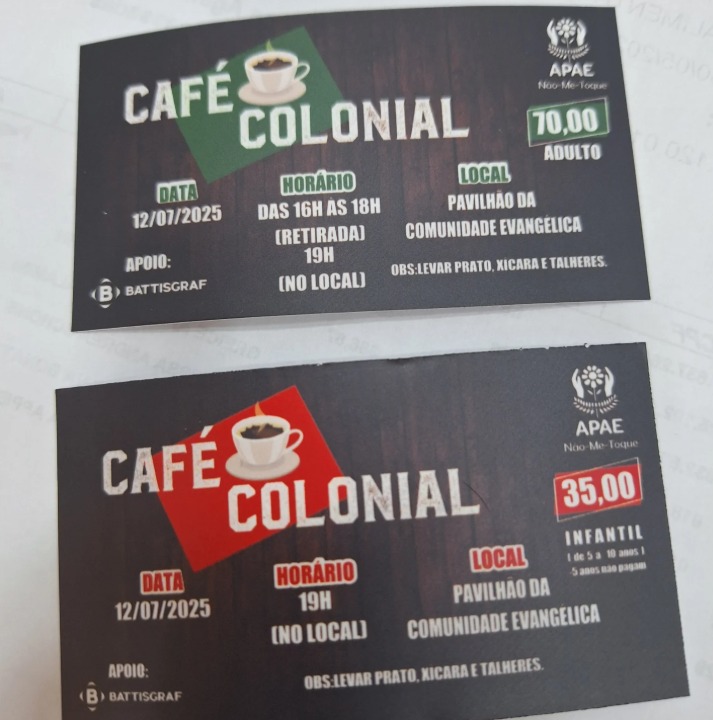 CAFÉ
COLONIAL
APAE
Não-Me-Toque
70,00
ADULTO
DATA
12/07/2025
HORÁRIO
DAS 16H AS 18H
(RETIRADA)
19H
(NO LOCAL)
LOCAL
PAVILHÃO DA
COMUNIDADE EVANGÉLICA
APOIO:
B BATTISGRAF
OBS:LEVAR PRATO, XICARA E TALHERES.
CAFÉ
COLONIAL
APAE
Não-Me-Toque
35,00
INFANTIL
( de 5 a 10 anos )
-5 anos não pagam
DATA
12/07/2025
HORÁRIO
19H
(NO LOCAL)
LOCAL
PAVILHÃO DA
COMUNIDADE EVANGÉLICA
APOIO:
B BATTISGRAF
OBS:LEVAR PRATO, XICARA E TALHERES.